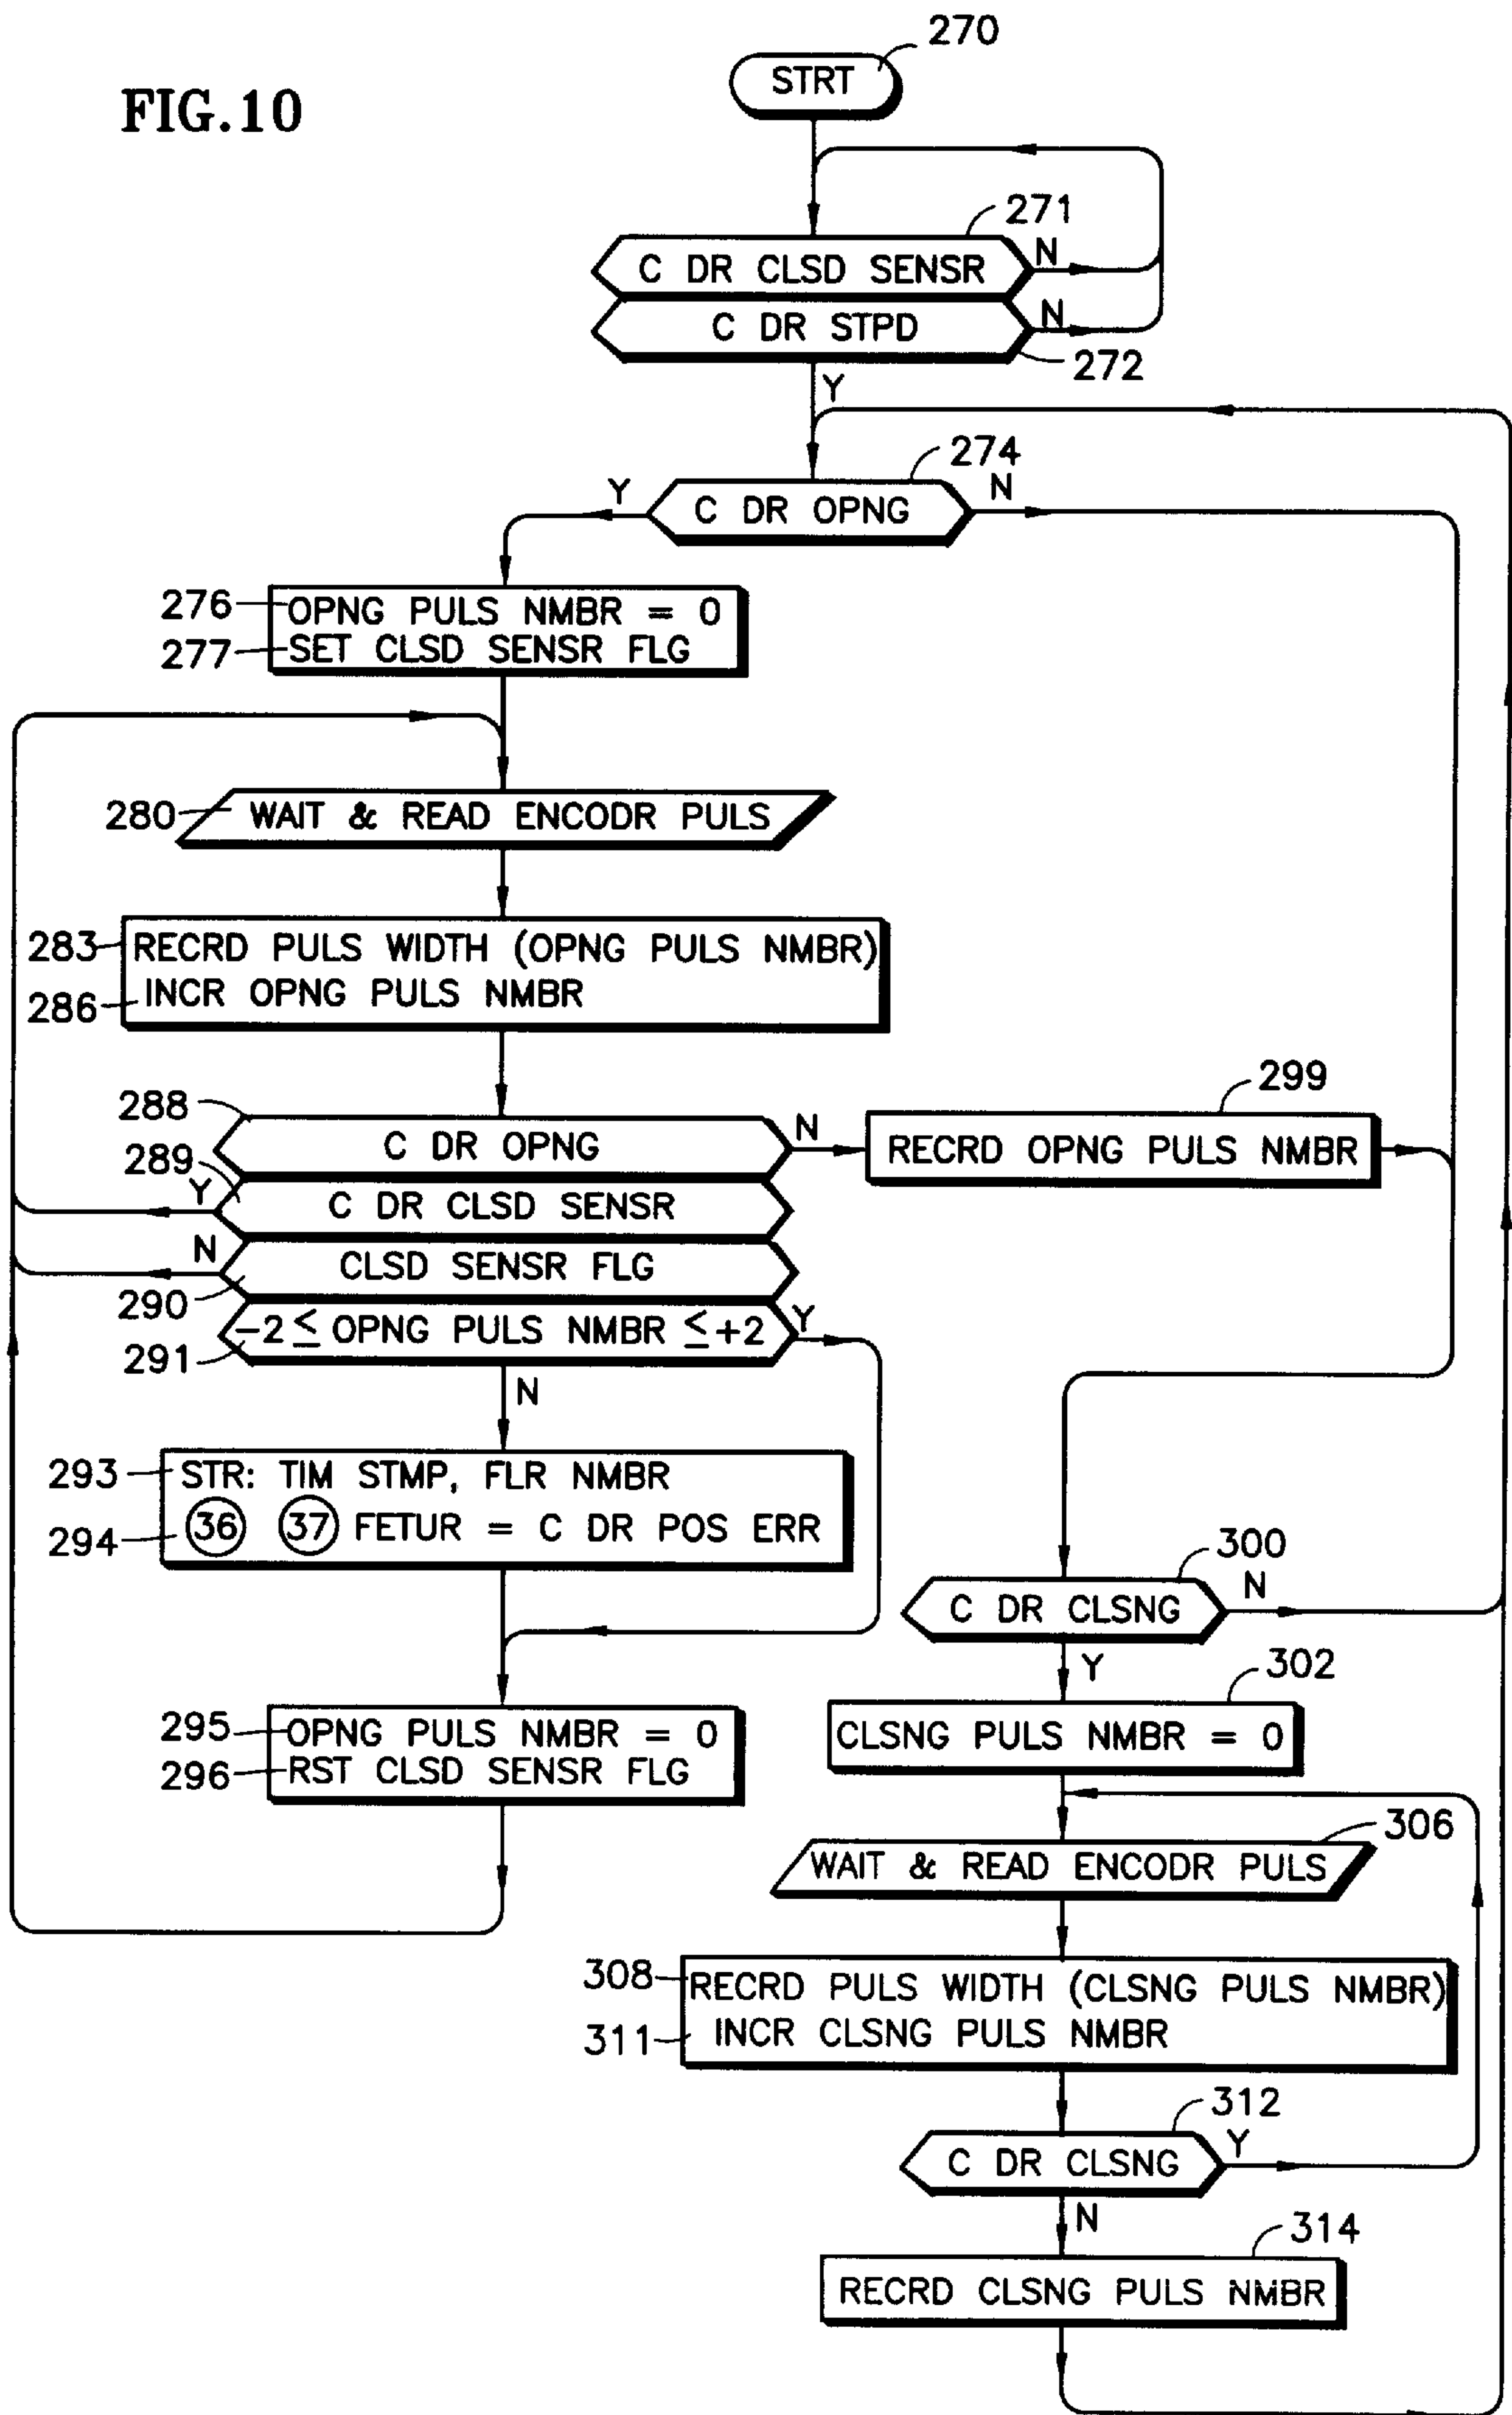 FIG.10
270
STRT
271
C DR CLSD SENSR
N
C DR STPD
N
272
Y
274
Y
C DR OPNG
N
276
OPNG PULS NMBR = 0
277
SET CLSD SENSR FLG
280
WAIT & READ ENCODR PULS
283
RECRD PULS WIDTH (OPNG PULS NMBR)
286
INCR OPNG PULS NMBR
288
C DR OPNG
N
299
RECRD OPNG PULS NMBR
289
Y
C DR CLSD SENSR
N
CLSD SENSR FLG
290
-2 ≤ OPNG PULS NMBR ≤ +2
Y
291
N
293
STR: TIM STMP, FLR NMBR
294
36 37 FETUR = C DR POS ERR
295
OPNG PULS NMBR = 0
296
RST CLSD SENSR FLG
300
C DR CLSNG
N
Y
302
CLSNG PULS NMBR = 0
306
WAIT & READ ENCODR PULS
308
RECRD PULS WIDTH (CLSNG PULS NMBR)
311
INCR CLSNG PULS NMBR
312
C DR CLSNG
Y
N
314
RECRD CLSNG PULS NMBR